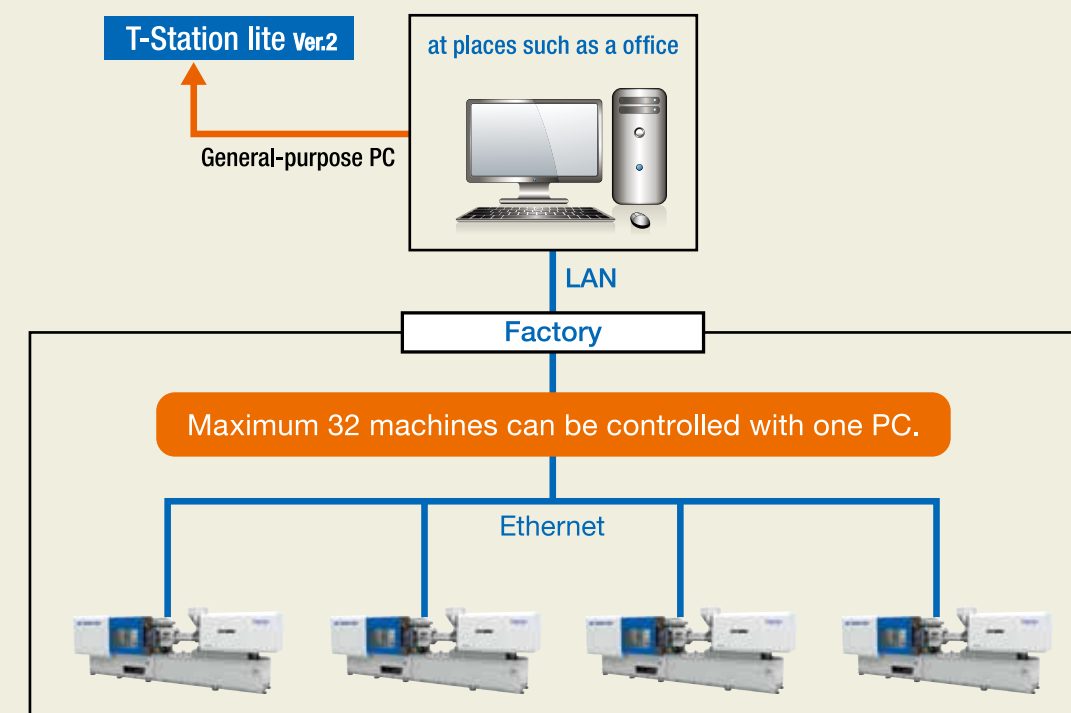 T-Station lite Ver.2
at places such as a office
General-purpose PC
LAN
Factory
Maximum 32 machines can be controlled with one PC.
Ethernet